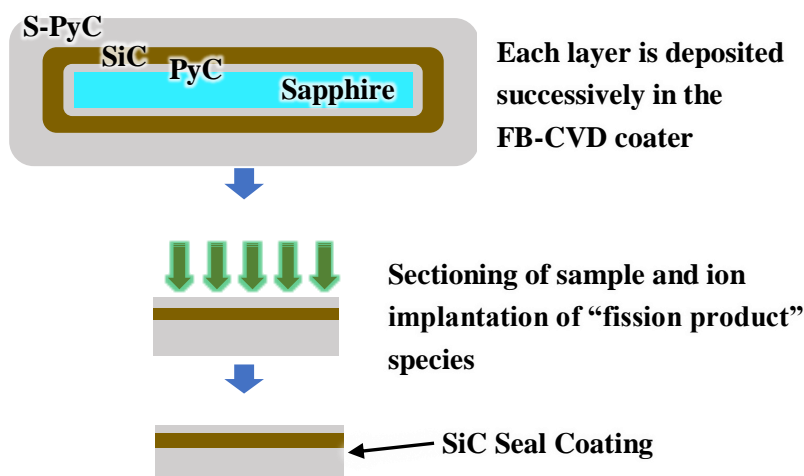 S-PyC
SiC
PyC
Sapphire
Each layer is deposited
successively in the
FB-CVD coater
Sectioning of sample and ion
implantation of “fission product”
species
SiC Seal Coating